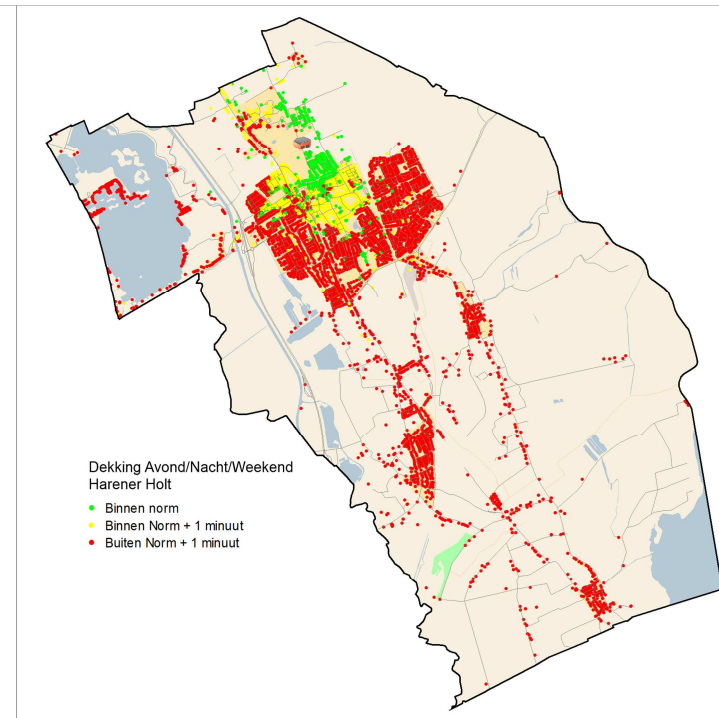 Dekking Avond/Nacht/Weekend
Harener Holt
Binnen norm
Binnen Norm + 1 minuut
Buiten Norm + 1 minuut